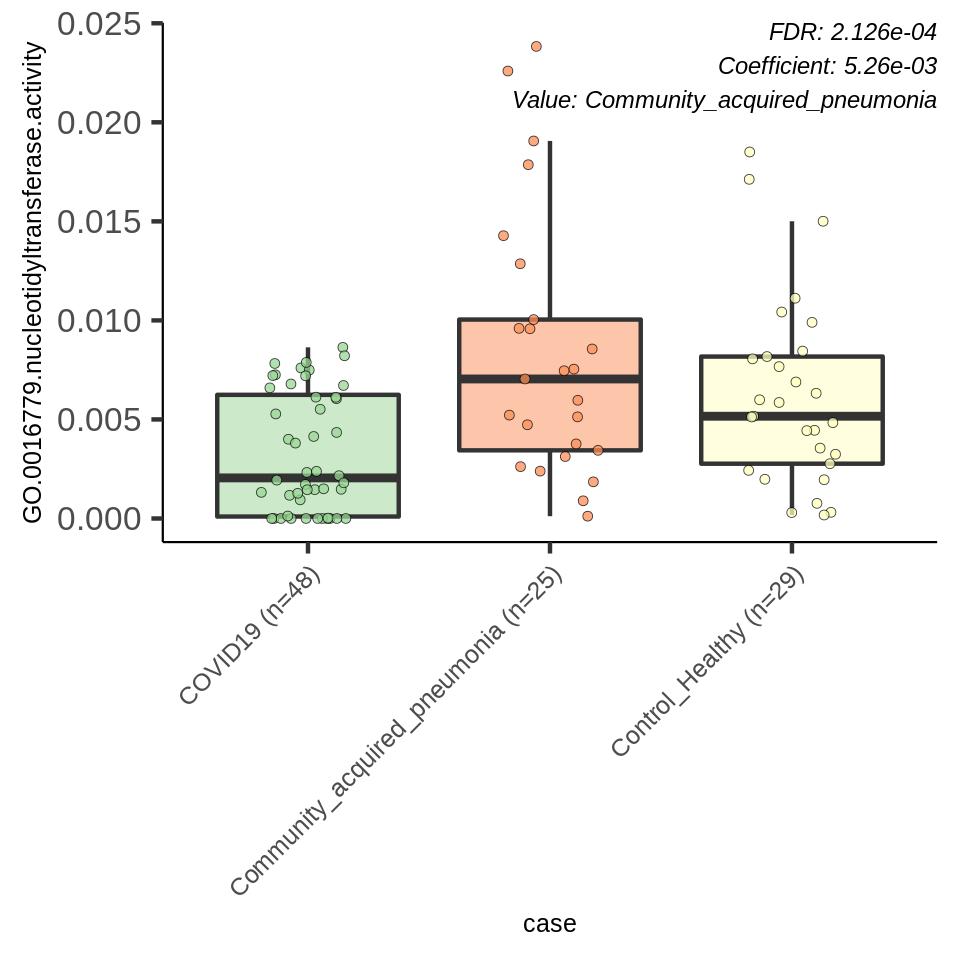 FDR: 2.126e-04
Coefficient: 5.26e-03
Value: Community_acquired_pneumonia
GO.0016779.nucleotidyltransferase.activity
0.025
0.020
0.015
0.010
0.005
0.000
COVID19 (n=48)
Community_acquired_pneumonia (n=25)
Control_Healthy (n=29)
case